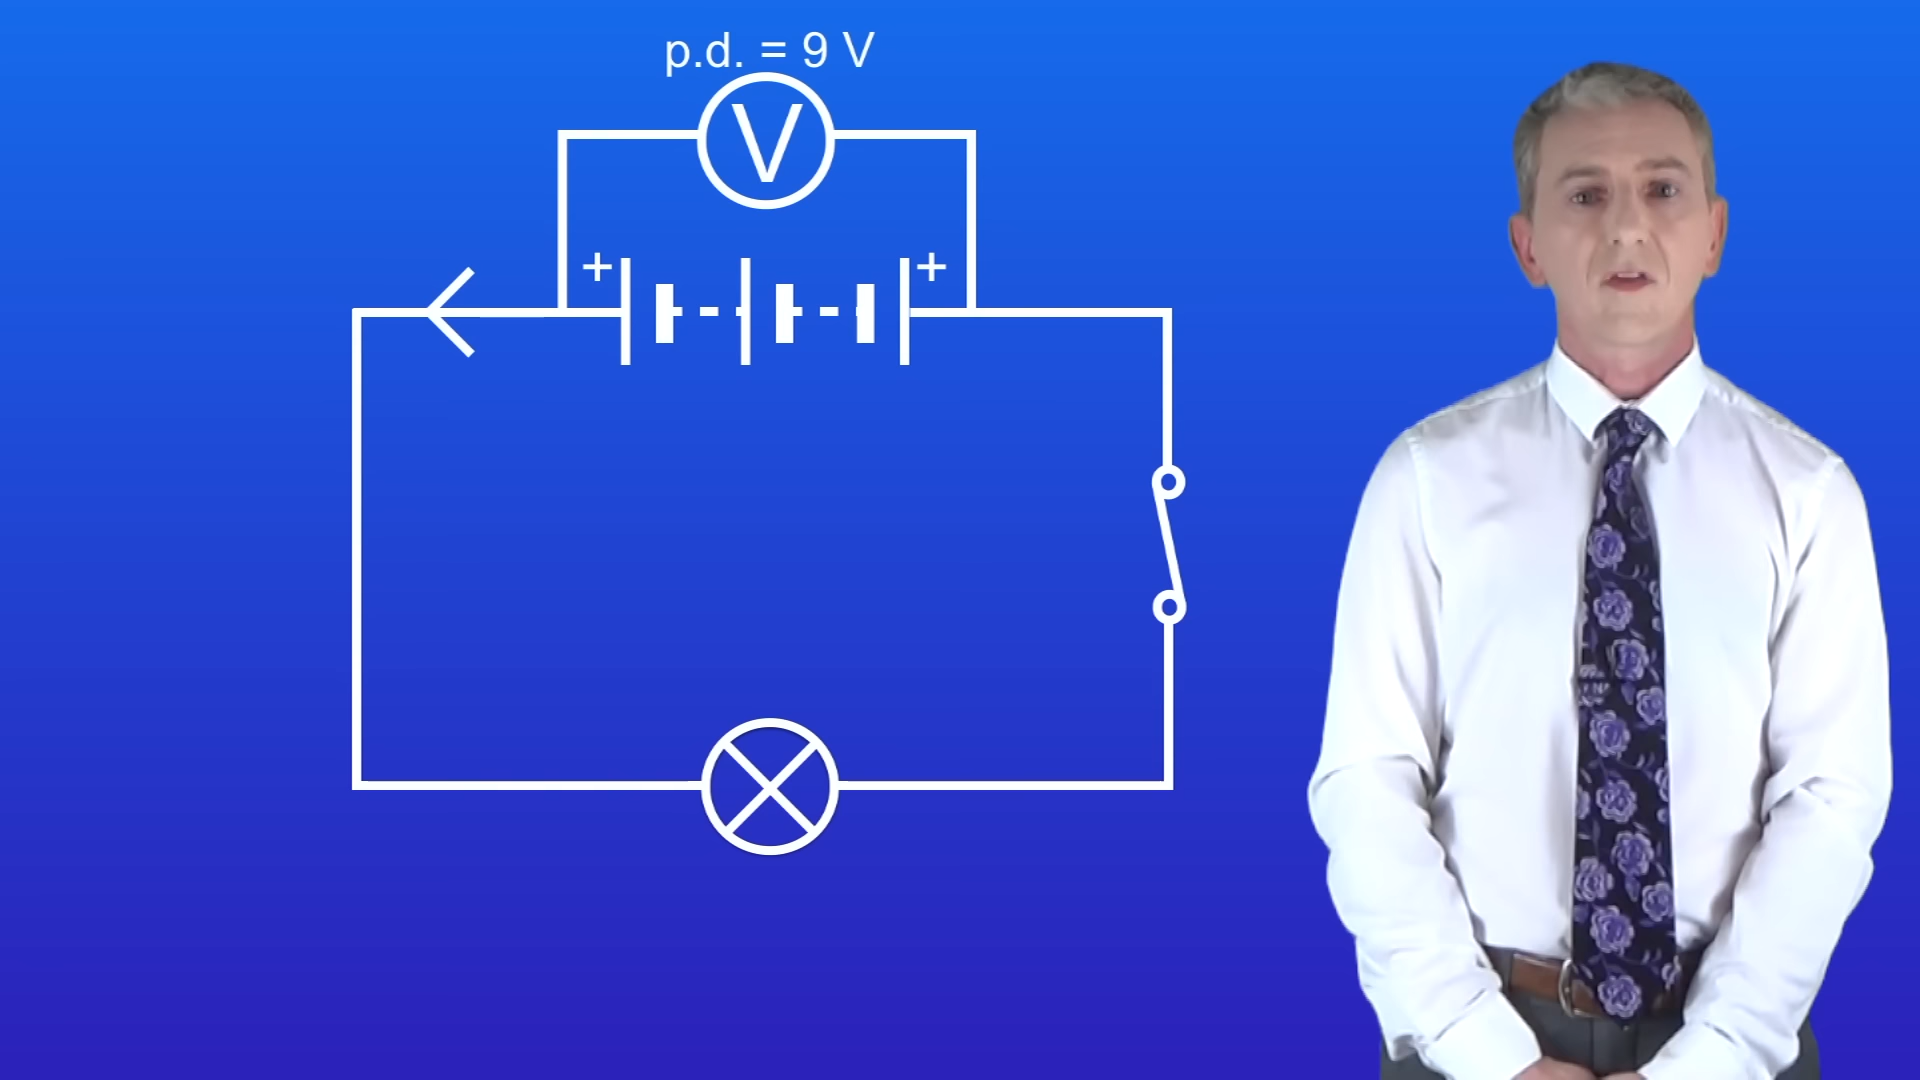 p.d. = 9 V
V
+ +